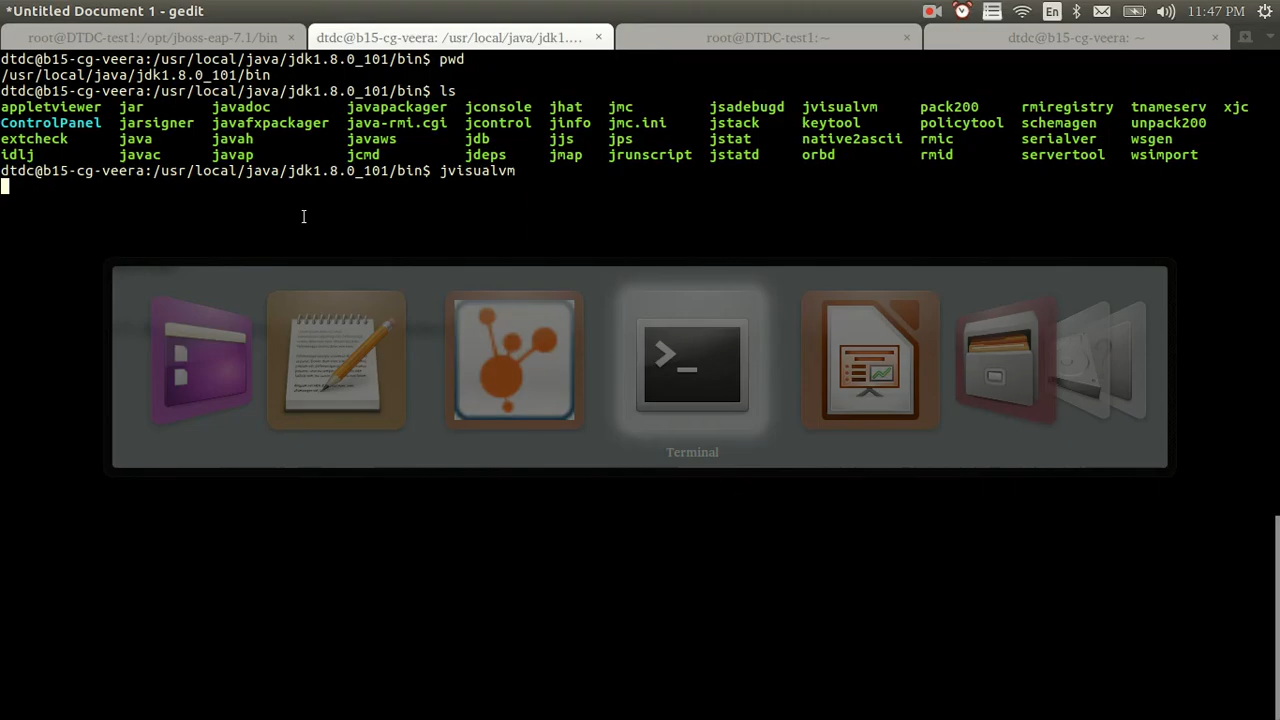 *Untitled Document 1 - gedit En 11:47 PM
root@DTDC-test1:/opt/jboss-eap-7.1/bin × dtdc@b15-cg-veera: /usr/local/java/jdk1.... × root@DTDC-test1:~ × dtdc@b15-cg-veera: ~ ×
dtdc@b15-cg-veera:/usr/local/java/jdk1.8.0_101/bin$ pwd
/usr/local/java/jdk1.8.0_101/bin
dtdc@b15-cg-veera:/usr/local/java/jdk1.8.0_101/bin$ ls
appletviewer jar javadoc javapackager jconsole jhat jmc jsadebugd jvisualvm pack200 rmiregistry tnameserv xjc
ControlPanel jarsigner javafxpackager java-rmi.cgi jcontrol jinfo jmc.ini jstack keytool policytool schemagen unpack200
extcheck java javah javaws jdb jjs jps jstat native2ascii rmic serialver wsgen
idlj javac javap jcmd jdeps jmap jrunscript jstatd orbd rmid servertool wsimport
dtdc@b15-cg-veera:/usr/local/java/jdk1.8.0_101/bin$ jvisualvm
>_
Terminal